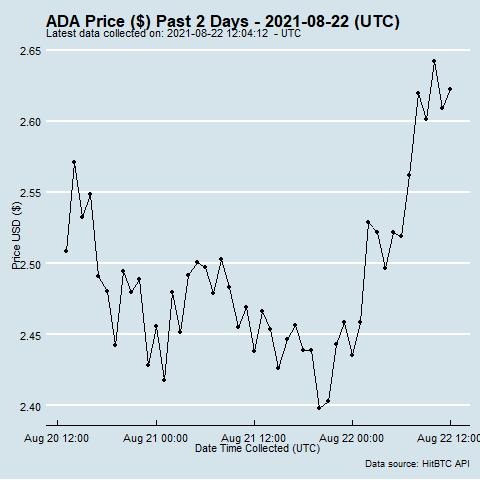 ADA Price ($) Past 2 Days - 2021-08-22 (UTC)
Latest data collected on: 2021-08-22 12:04:12 - UTC
2.65
2.60
2.55
2.50
2.45
2.40
Price USD ($)
Aug 20 12:00
Aug 21 00:00
Aug 21 12:00
Aug 22 00:00
Aug 22 12:00
Date Time Collected (UTC)
Data source: HitBTC API